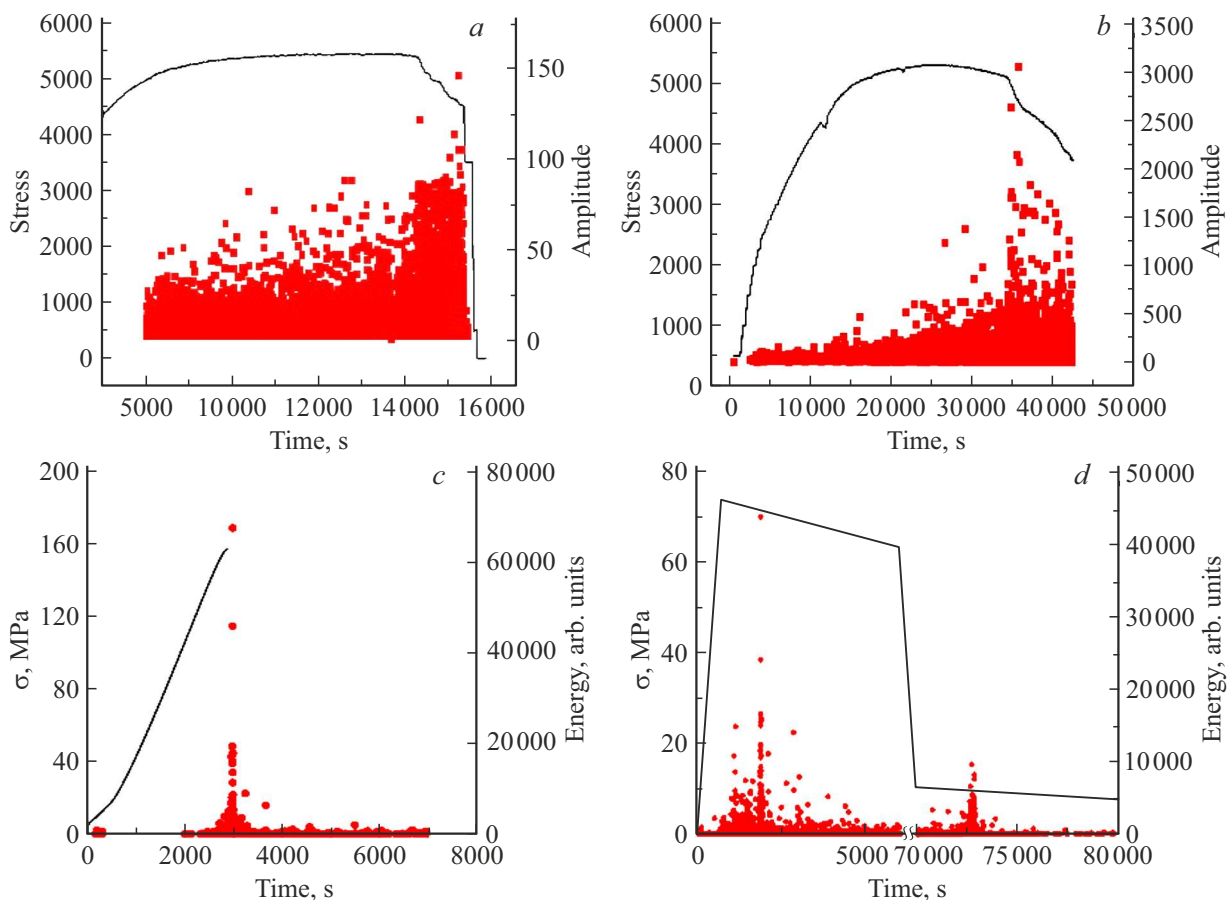 a
6000
5000
4000
3000
2000
1000
0
Stress
150
100
50
0
Amplitude
5000 10 000 12 000 14 000 16 000
Time, s
b
6000
5000
4000
3000
2000
1000
0
Stress
3500
3000
2500
2000
1500
1000
500
0
Amplitude
0 10 000 20 000 30 000 40 000 50 000
Time, s
c
200
160
120
80
40
0
σ, MPa
80 000
60 000
40 000
20 000
0
Energy, arb. units
0 2000 4000 6000 8000
Time, s
d
80
60
40
20
0
σ, MPa
50 000
40 000
30 000
20 000
10 000
0
Energy, arb. units
0 5000 70 000 75 000 80 000
Time, s